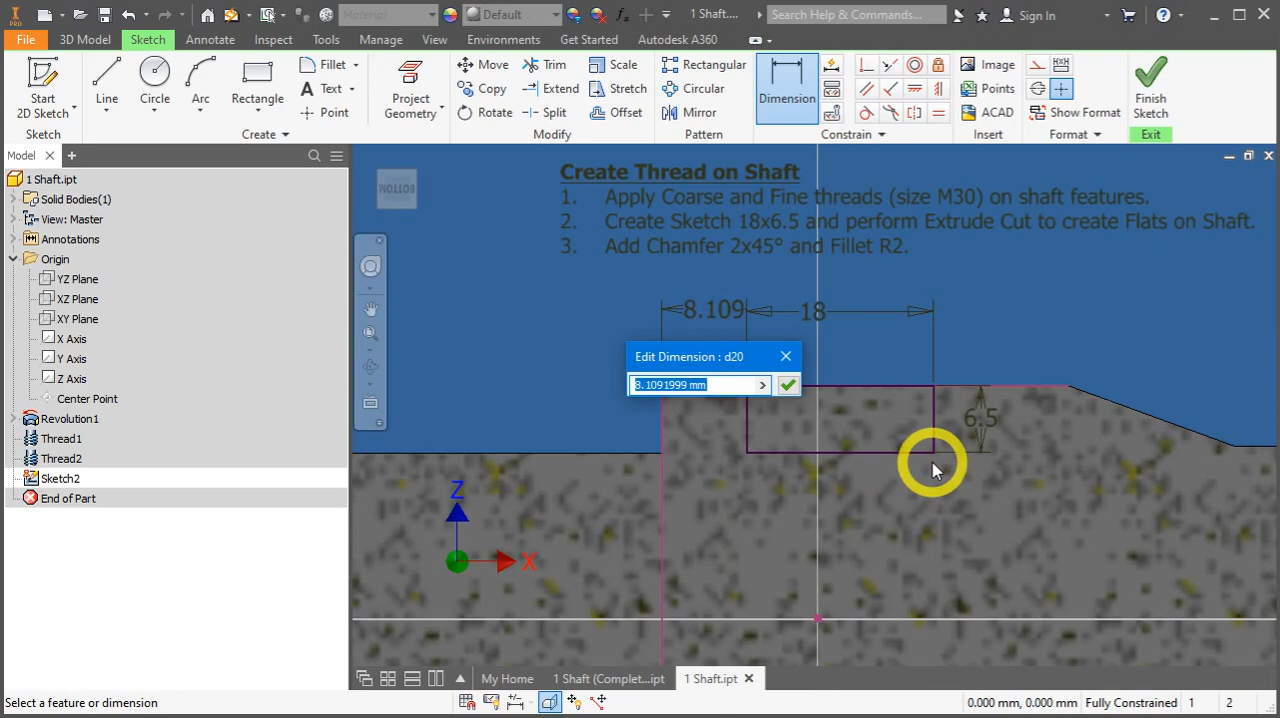 PRO
Material
Default
1 Shaft....
Search Help & Commands...
Sign In
File
3D Model
Sketch
Annotate
Inspect
Tools
Manage
View
Environments
Get Started
Autodesk A360
Start
2D Sketch
Line
Circle
Arc
Rectangle
Fillet
Text
Point
Project
Geometry
Move
Trim
Scale
Copy
Extend
Stretch
Rotate
Split
Offset
Rectangular
Circular
Mirror
Dimension
Image
Points
ACAD
Show Format
Finish
Sketch
Sketch
Create
Modify
Pattern
Constrain
Insert
Format
Exit
Model
1 Shaft.ipt
Solid Bodies(1)
View: Master
Annotations
Origin
YZ Plane
XZ Plane
XY Plane
X Axis
Y Axis
Z Axis
Center Point
Revolution1
Thread1
Thread2
Sketch2
End of Part
BOTTOM
Create Thread on Shaft
1. Apply Coarse and Fine threads (size M30) on shaft features.
2. Create Sketch 18x6.5 and perform Extrude Cut to create Flats on Shaft.
3. Add Chamfer 2x45° and Fillet R2.
8.109
18
Edit Dimension : d20
8.1091999 mm
6.5
Z
X
My Home
1 Shaft (Complet...ipt
1 Shaft.ipt
Select a feature or dimension
0.000 mm, 0.000 mm
Fully Constrained
1
2